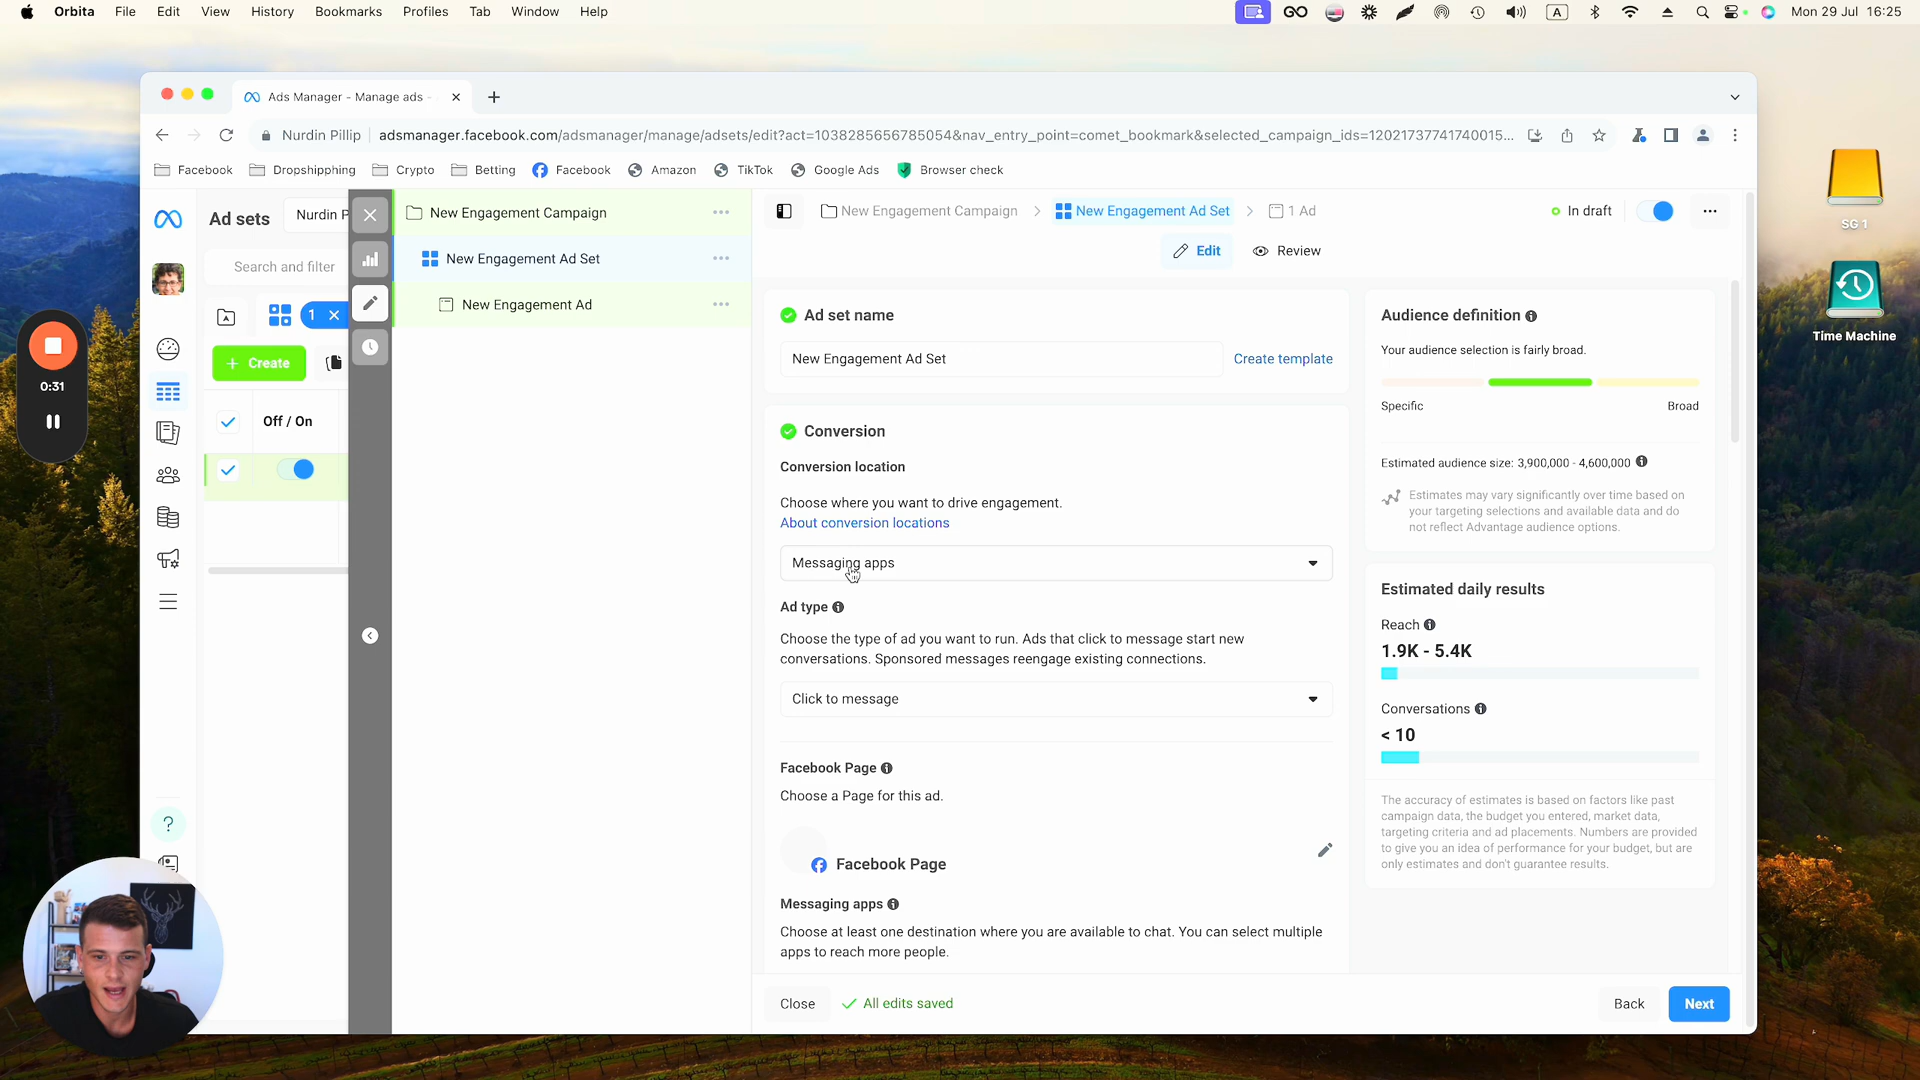 Orbita File Edit View History Bookmarks Profiles Tab Window Help
A Mon 29 Jul 16:25
Ads Manager - Manage ads -
Nurdin Pillip adsmanager.facebook.com/adsmanager/manage/adsets/edit?act=1038285656785054&nav_entry_point=comet_bookmark&selected_campaign_ids=12021737741740015...
Facebook Dropshipphing Crypto Betting Facebook Amazon TikTok Google Ads Browser check
SG 1
Time Machine
0:31
Ad sets
Nurdin P
Search and filter
1
+ Create
Off / On
?
New Engagement Campaign
New Engagement Ad Set
New Engagement Ad
New Engagement Campaign > New Engagement Ad Set > 1 Ad
In draft
Edit Review
Ad set name
New Engagement Ad Set
Create template
Conversion
Conversion location
Choose where you want to drive engagement.
About conversion locations
Messaging apps
Ad type
Choose the type of ad you want to run. Ads that click to message start new
conversations. Sponsored messages reengage existing connections.
Click to message
Facebook Page
Choose a Page for this ad.
Facebook Page
Messaging apps
Choose at least one destination where you are available to chat. You can select multiple
apps to reach more people.
Audience definition
Your audience selection is fairly broad.
Specific Broad
Estimated audience size: 3,900,000 - 4,600,000
Estimates may vary significantly over time based on
your targeting selections and available data and do
not reflect Advantage audience options.
Estimated daily results
Reach
1.9K - 5.4K
Conversations
< 10
The accuracy of estimates is based on factors like past
campaign data, the budget you entered, market data,
targeting criteria and ad placements. Numbers are provided
to give you an idea of performance for your budget, but are
only estimates and don't guarantee results.
Close All edits saved
Back Next